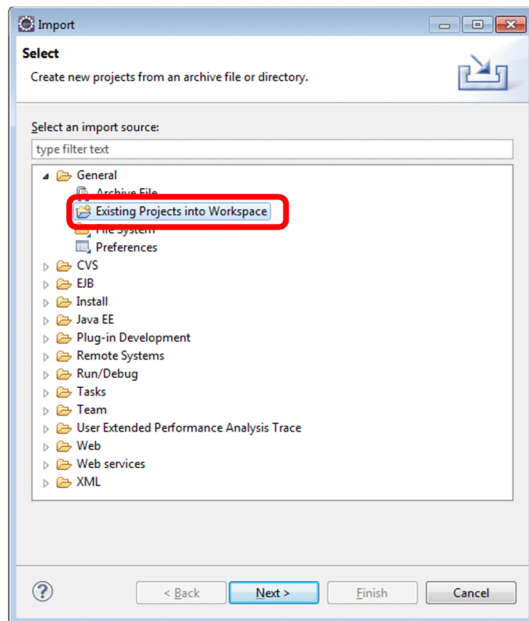 Import
Select
Create new projects from an archive file or directory.
Select an import source:
type filter text
General
Archive File
Existing Projects into Workspace
File System
Preferences
CVS
EJB
Install
Java EE
Plug-in Development
Remote Systems
Run/Debug
Tasks
Team
User Extended Performance Analysis Trace
Web
Web services
XML
? < Back Next > Finish Cancel